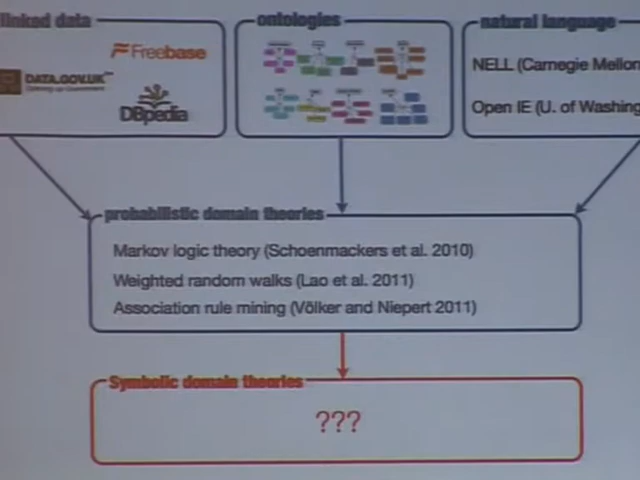 linked data
ontologies
natural language
Freebase
DATA.GOV.UK
DBpedia
NELL (Carnegie Mellon
Open IE (U. of Washing
probabilistic domain theories
Markov logic theory (Schoenmackers et al. 2010)
Weighted random walks (Lao et al. 2011)
Association rule mining (Völker and Niepert 2011)
Symbolic domain theories
???